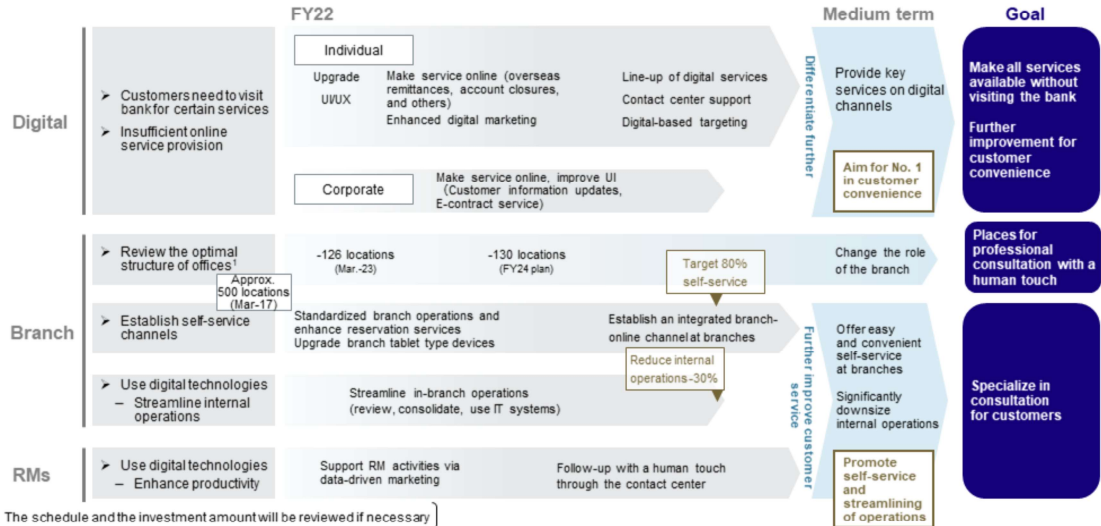 FY22
Medium term
Goal
Digital
➤ Customers need to visit
bank for certain services
➤ Insufficient online
service provision
Individual
Upgrade
UI/UX
Make service online (overseas
remittances, account closures,
and others)
Enhanced digital marketing
Line-up of digital services
Contact center support
Digital-based targeting
Corporate
Make service online, improve UI
(Customer information updates,
E-contract service)
Differentiate further
Provide key
services on digital
channels
Aim for No. 1
in customer
convenience
Make all services
available without
visiting the bank
Further
improvement for
customer
convenience
Branch
➤ Review the optimal
structure of offices¹
Approx.
500 locations
(Mar-17)
-126 locations
(Mar.-23)
-130 locations
(FY24 plan)
Target 80%
self-service
Change the role
of the branch
Places for
professional
consultation with a
human touch
➤ Establish self-service
channels
Standardized branch operations and
enhance reservation services
Upgrade branch tablet type devices
Establish an integrated branch-
online channel at branches
Reduce internal
operations-30%
➤ Use digital technologies
– Streamline internal
operations
Streamline in-branch operations
(review, consolidate, use IT systems)
Further improve customer
service
Offer easy
and convenient
self-service
at branches
Significantly
downsize
internal operations
Specialize in
consultation
for customers
RMs
➤ Use digital technologies
– Enhance productivity
Support RM activities via
data-driven marketing
Follow-up with a human touch
through the contact center
Promote
self-service
and
streamlining
of operations
The schedule and the investment amount will be reviewed if necessary